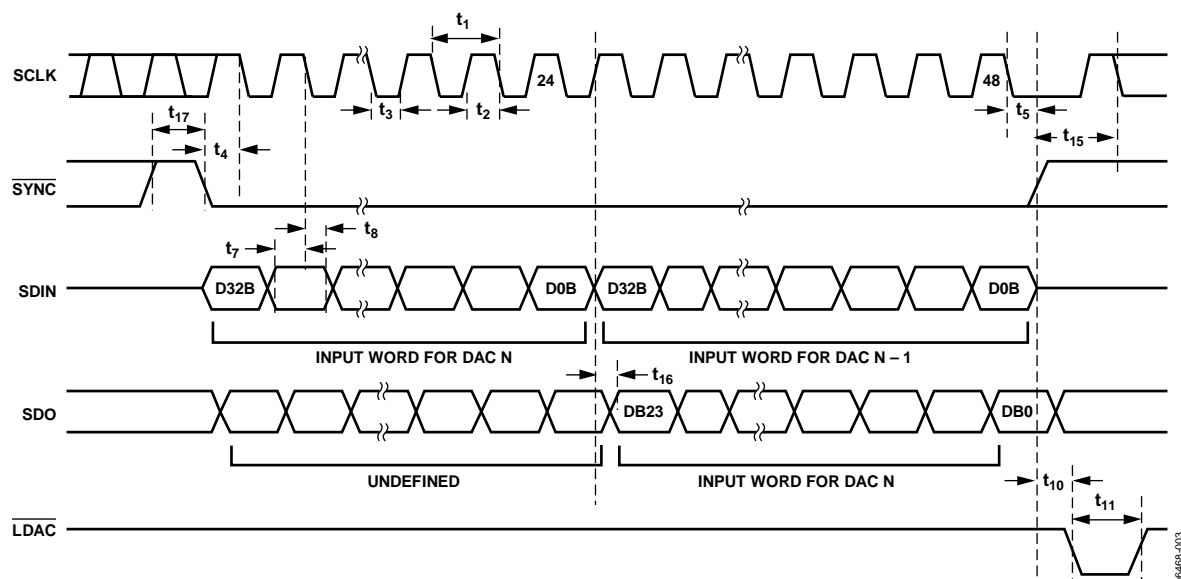 t1
SCLK
24
48
t3
t2
t5
t17
t4
t15
SYNC
t7
t8
SDIN
D32B
D0B
D32B
D0B
INPUT WORD FOR DAC N
INPUT WORD FOR DAC N – 1
t16
SDO
DB23
DB0
UNDEFINED
INPUT WORD FOR DAC N
t10
t11
LDAC
06468-003